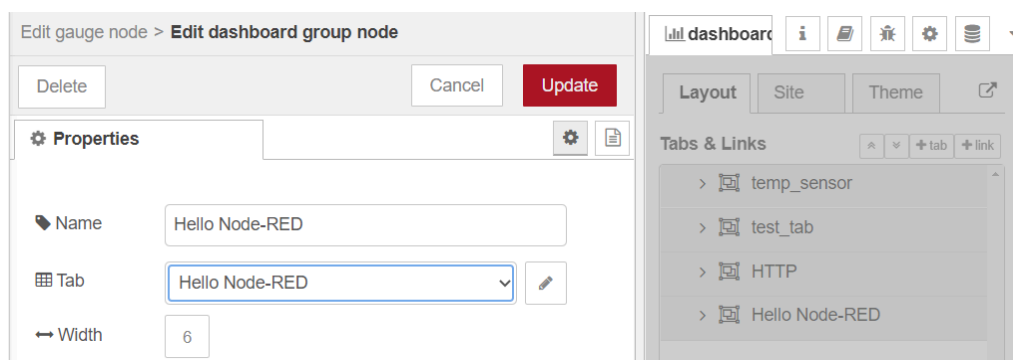 Edit gauge node > Edit dashboard group node
Delete
Cancel
Update
Properties
Name
Hello Node-RED
Tab
Hello Node-RED
Width
6
dashboard
i
Layout
Site
Theme
Tabs & Links
+tab
+link
temp_sensor
test_tab
HTTP
Hello Node-RED